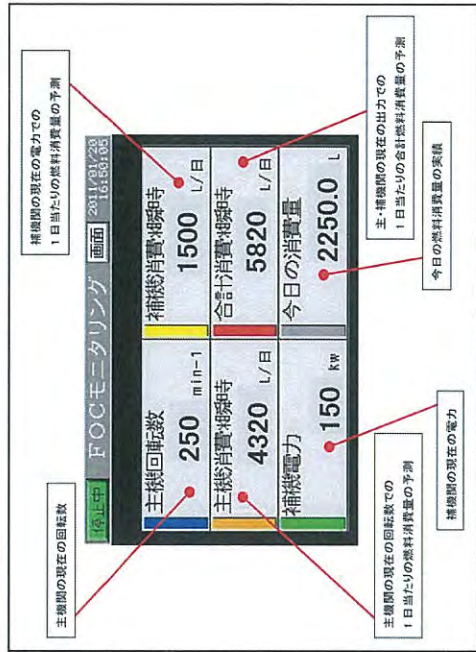 補機関の現在の電力での
1日当たりの燃料消費量の予測
主・補機関の現在の出力での
1日当たりの合計燃料消費量の予測
今日の燃料消費量の実績
停止中
FOCモニタリング
画面
2011/01/20
16:50:05
主機回転数
250 min-1
補機消費:瞬時
1500 L/日
主機消費:瞬時
4320 L/日
合計消費:瞬時
5820 L/日
補機電力
150 kw
今日の消費量
2250.0 L
主機関の現在の回転数
主機関の現在の回転数での
1日当たりの燃料消費量の予測
補機関の現在の電力